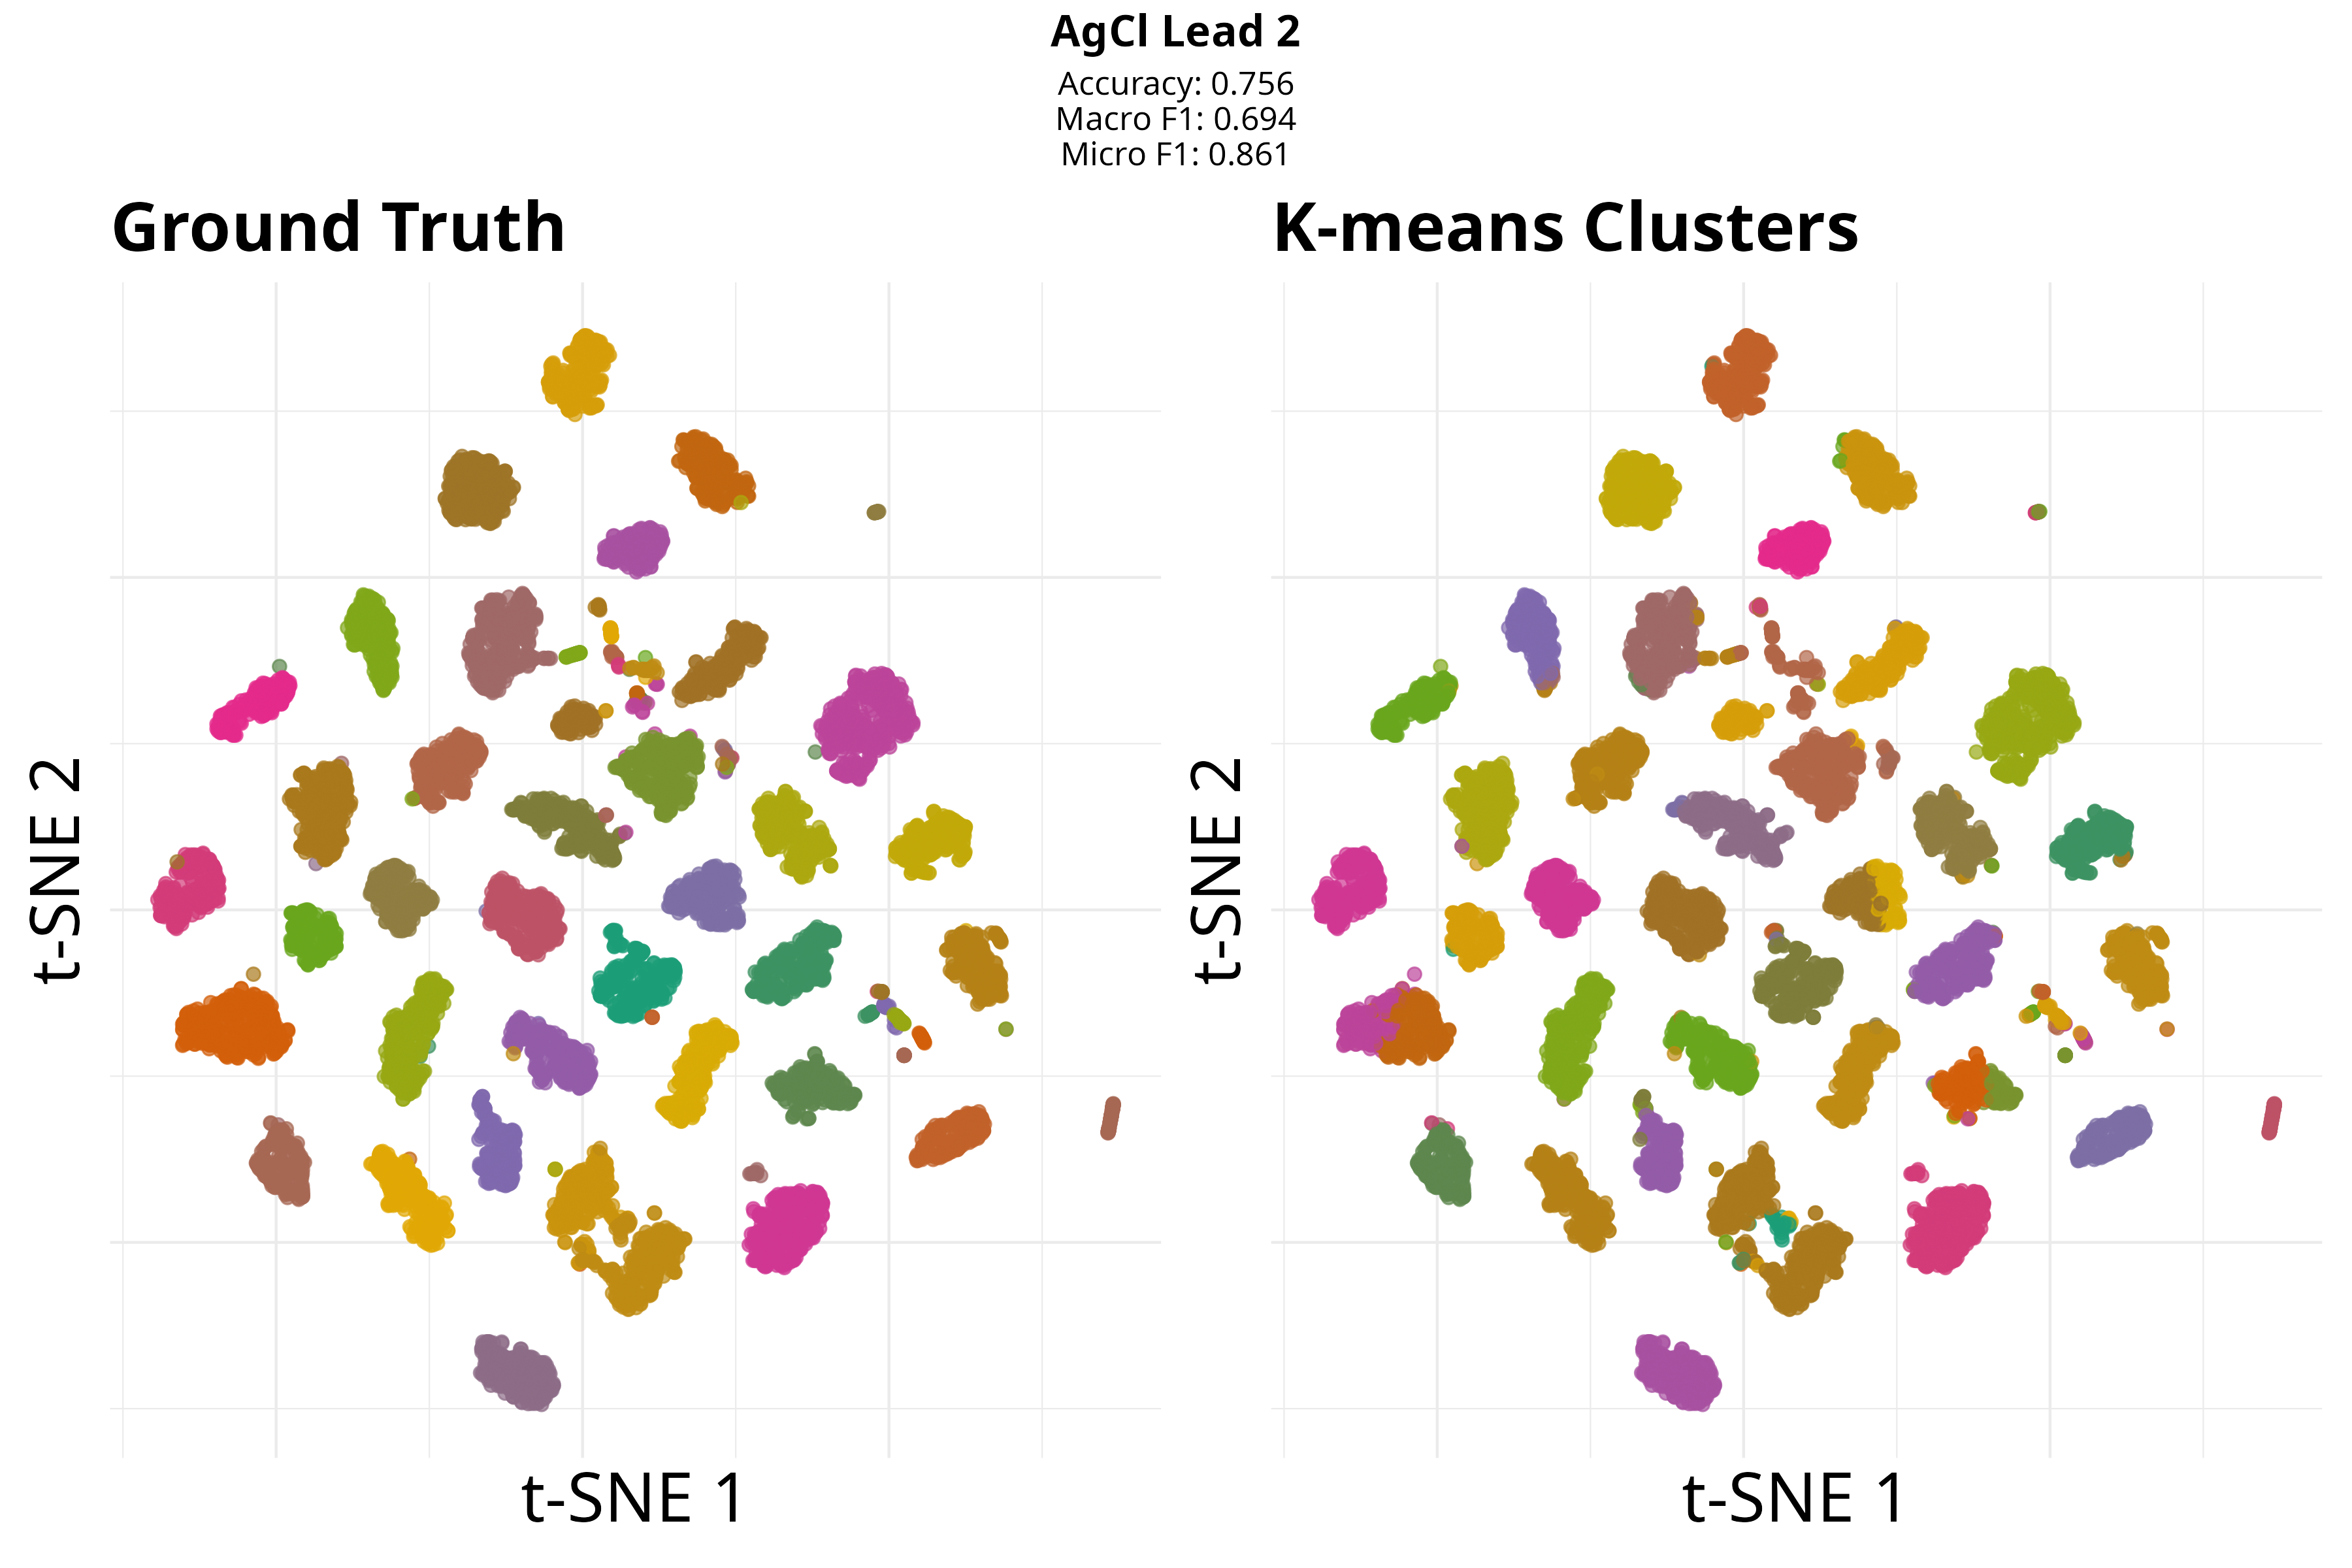 AgCl Lead 2
Accuracy: 0.756
Macro F1: 0.694
Micro F1: 0.861
Ground Truth
K-means Clusters
t-SNE 2
t-SNE 2
t-SNE 1
t-SNE 1